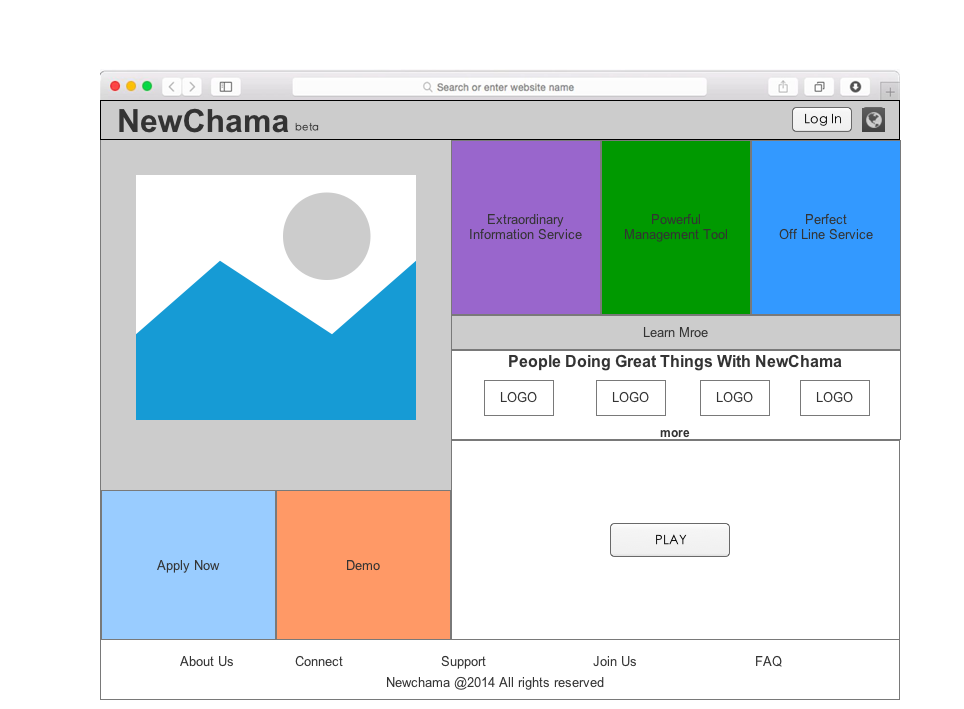 Search or enter website name
NewChama beta
Log In
Extraordinary
Information Service
Powerful
Management Tool
Perfect
Off Line Service
Learn Mroe
People Doing Great Things With NewChama
LOGO LOGO LOGO LOGO
more
PLAY
Apply Now
Demo
About Us Connect Support Join Us FAQ
Newchama @2014 All rights reserved